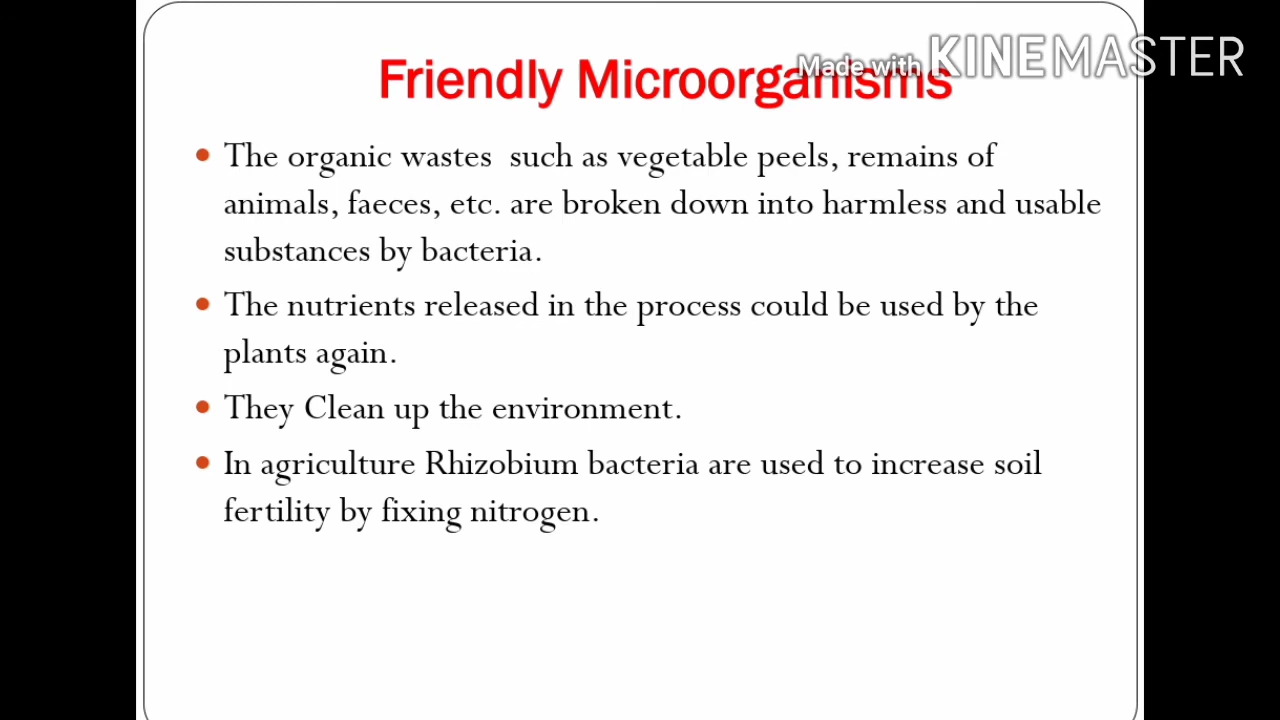 Made with KINEMASTER
Friendly Microorganisms
• The organic wastes such as vegetable peels, remains of
animals, faeces, etc. are broken down into harmless and usable
substances by bacteria.
• The nutrients released in the process could be used by the
plants again.
• They Clean up the environment.
• In agriculture Rhizobium bacteria are used to increase soil
fertility by fixing nitrogen.